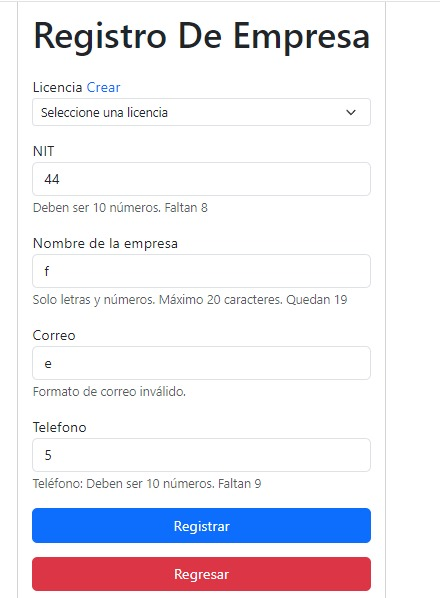 Registro De Empresa
Licencia Crear
Seleccione una licencia
NIT
44
Deben ser 10 números. Faltan 8
Nombre de la empresa
f
Solo letras y números. Máximo 20 caracteres. Quedan 19
Correo
e
Formato de correo inválido.
Telefono
5
Teléfono: Deben ser 10 números. Faltan 9
Registrar
Regresar